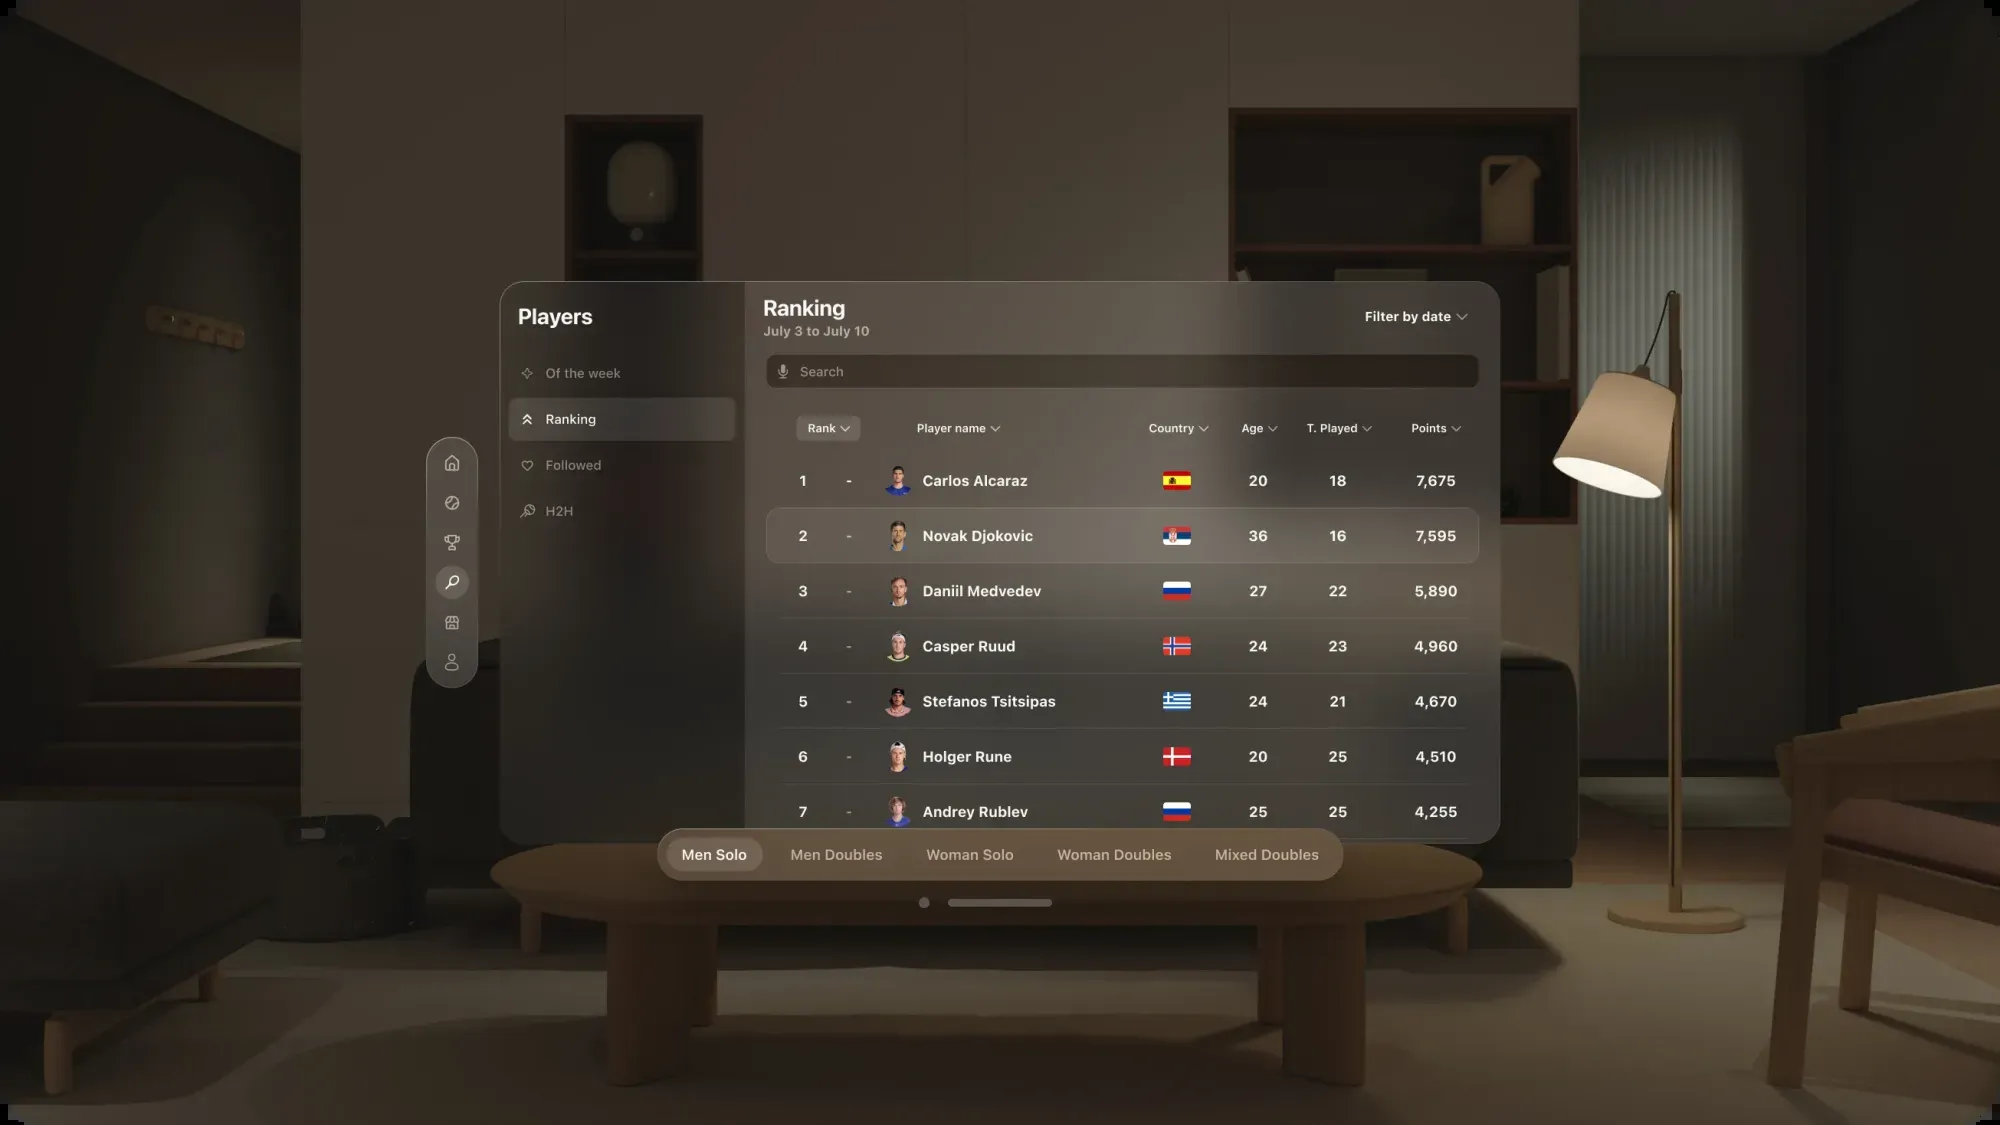 Players
Of the week
Ranking
Followed
H2H
Ranking
July 3 to July 10
Filter by date
Search
Rank Player name Country Age T. Played Points
1 - Carlos Alcaraz 20 18 7,675
2 - Novak Djokovic 36 16 7,595
3 - Daniil Medvedev 27 22 5,890
4 - Casper Ruud 24 23 4,960
5 - Stefanos Tsitsipas 24 21 4,670
6 - Holger Rune 20 25 4,510
7 - Andrey Rublev 25 25 4,255
Men Solo Men Doubles Woman Solo Woman Doubles Mixed Doubles